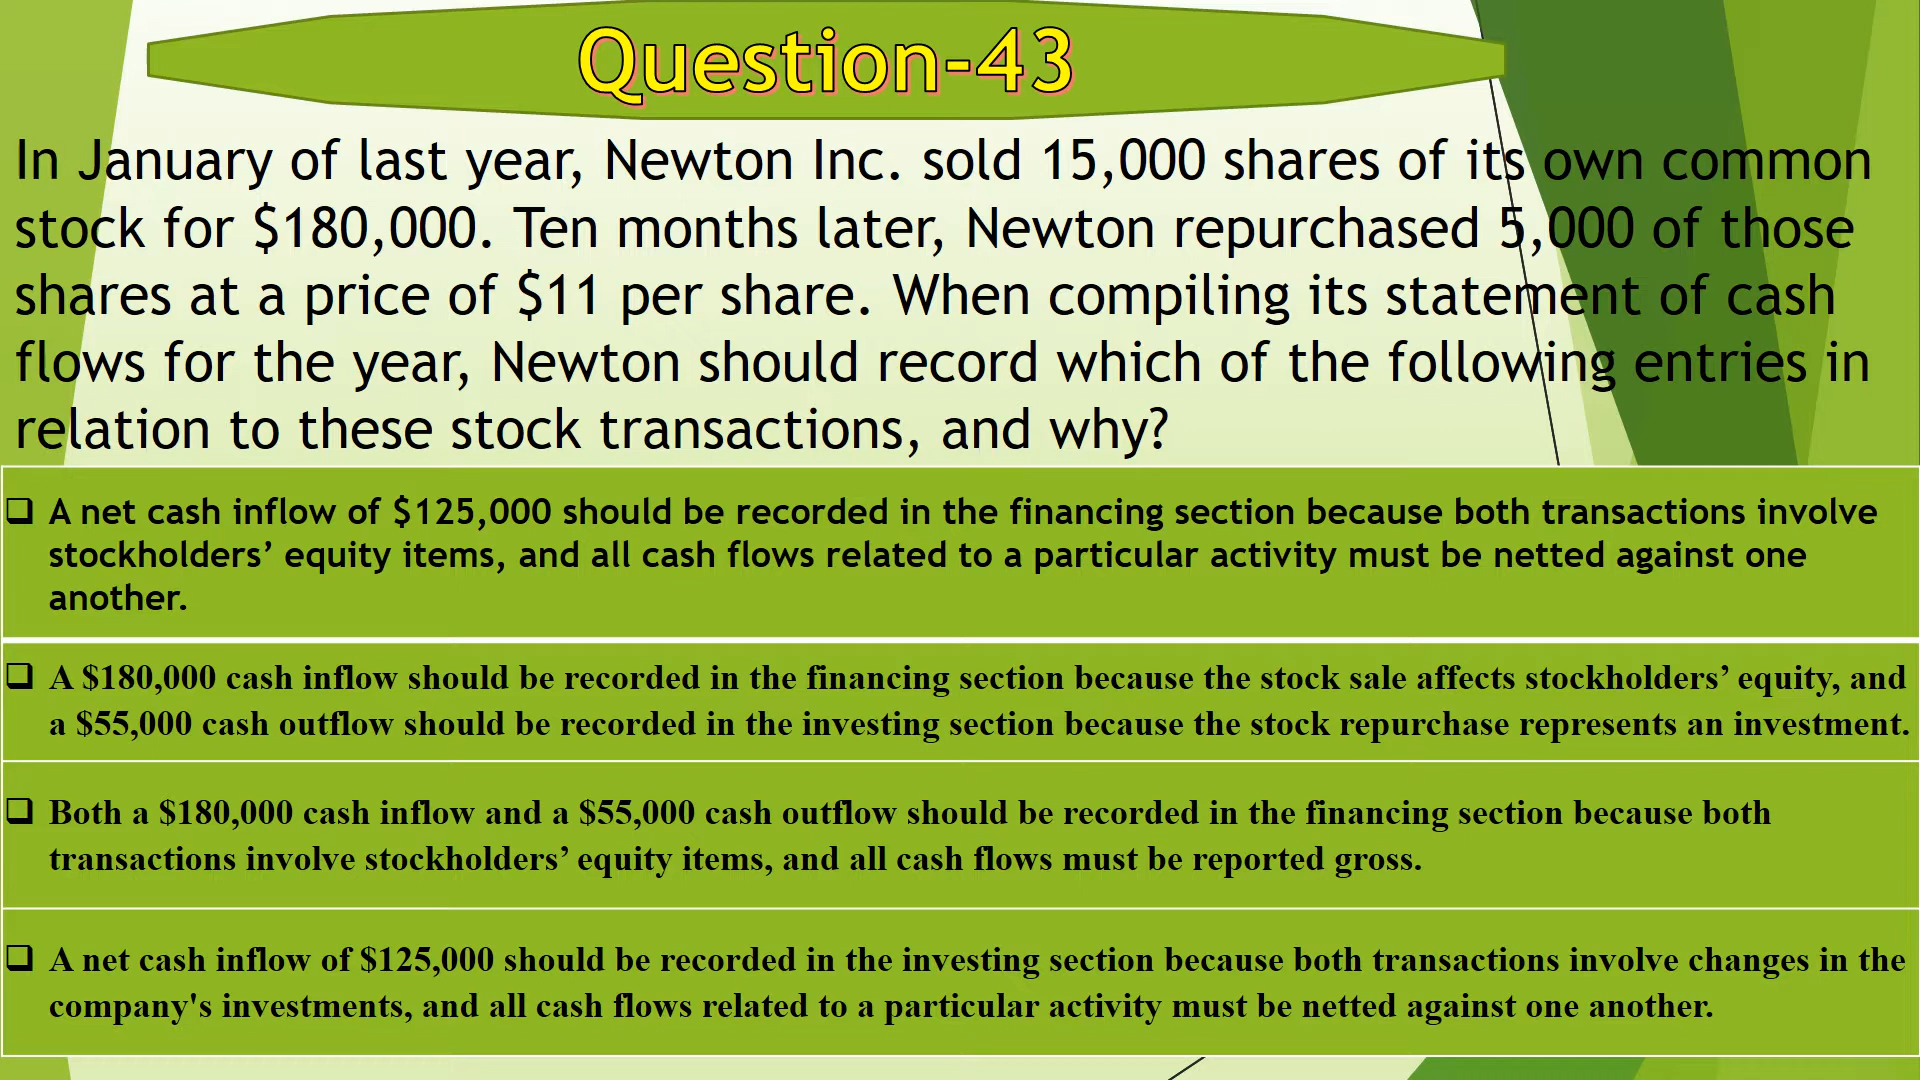 Question-43
In January of last year, Newton Inc. sold 15,000 shares of its own common
stock for $180,000. Ten months later, Newton repurchased 5,000 of those
shares at a price of $11 per share. When compiling its statement of cash
flows for the year, Newton should record which of the following entries in
relation to these stock transactions, and why?
❑ A net cash inflow of $125,000 should be recorded in the financing section because both transactions involve
stockholders’ equity items, and all cash flows related to a particular activity must be netted against one
another.
❑ A $180,000 cash inflow should be recorded in the financing section because the stock sale affects stockholders’ equity, and
a $55,000 cash outflow should be recorded in the investing section because the stock repurchase represents an investment.
❑ Both a $180,000 cash inflow and a $55,000 cash outflow should be recorded in the financing section because both
transactions involve stockholders’ equity items, and all cash flows must be reported gross.
❑ A net cash inflow of $125,000 should be recorded in the investing section because both transactions involve changes in the
company's investments, and all cash flows related to a particular activity must be netted against one another.